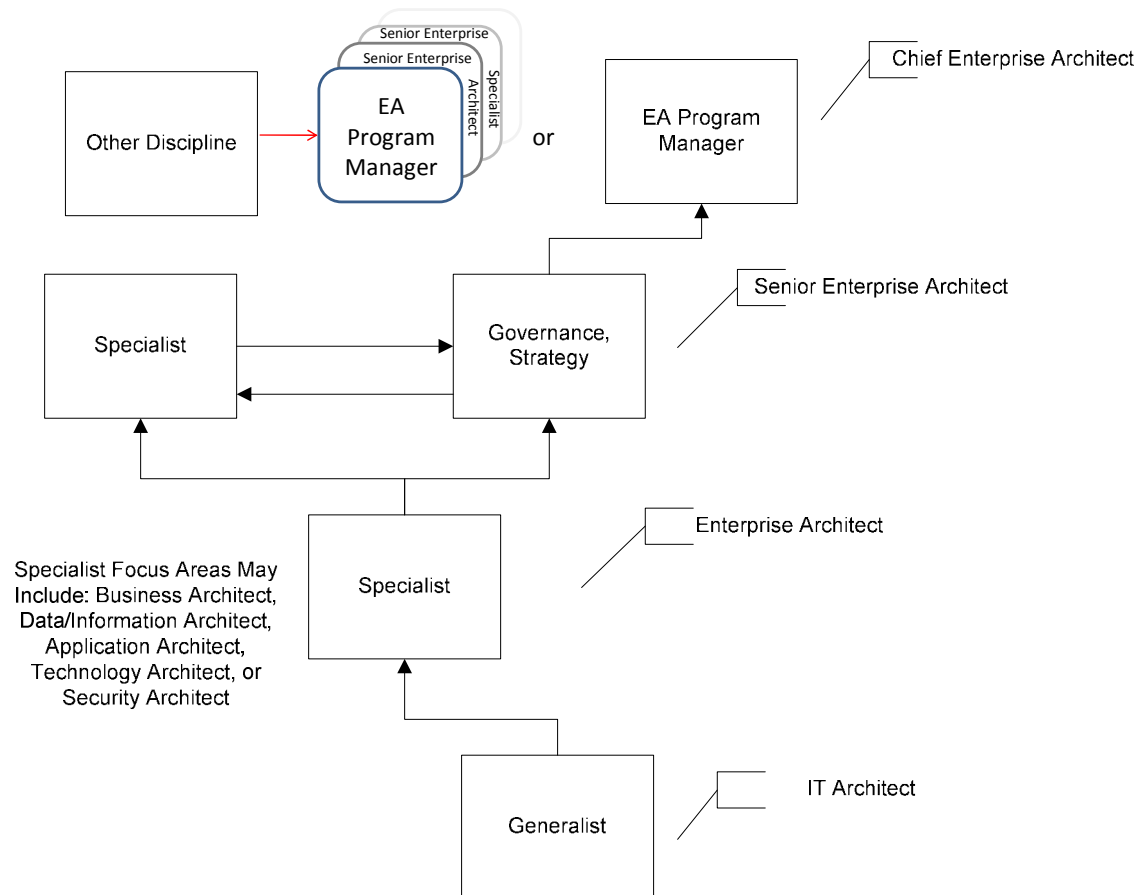 Chief Enterprise Architect
Senior Enterprise
Specialist
Senior Enterprise
Architect
EA
Program
Manager
Other Discipline
or
EA Program
Manager
Senior Enterprise Architect
Specialist
Governance,
Strategy
Enterprise Architect
Specialist
Specialist Focus Areas May
Include: Business Architect,
Data/Information Architect,
Application Architect,
Technology Architect, or
Security Architect
IT Architect
Generalist